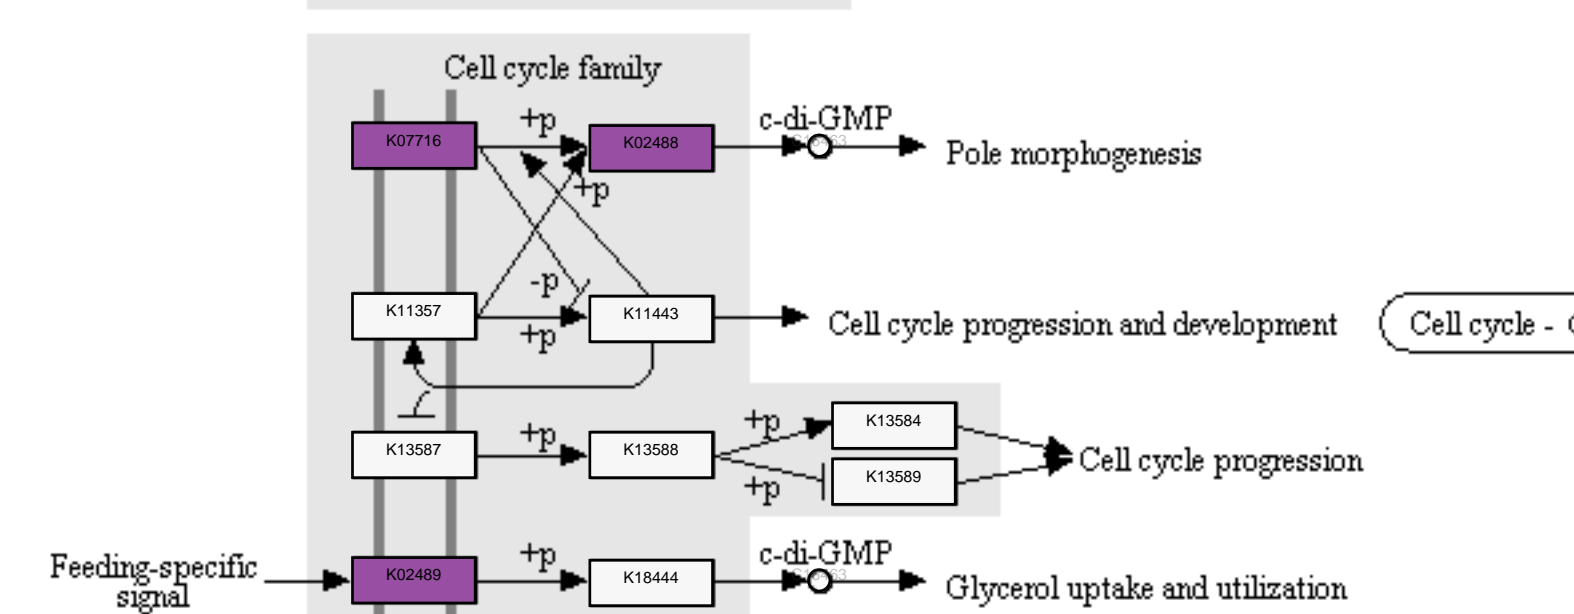 Cell cycle family
+p
c-di-GMP
K07716
K02488
Pole morphogenesis
+p
-p
K11357
K11443
Cell cycle progression and development
Cell cycle -
+p
+p
K13584
K13587
+p
K13588
Cell cycle progression
K13589
+p
Feeding-specific
signal
+p
c-di-GMP
K02489
K18444
Glycerol uptake and utilization